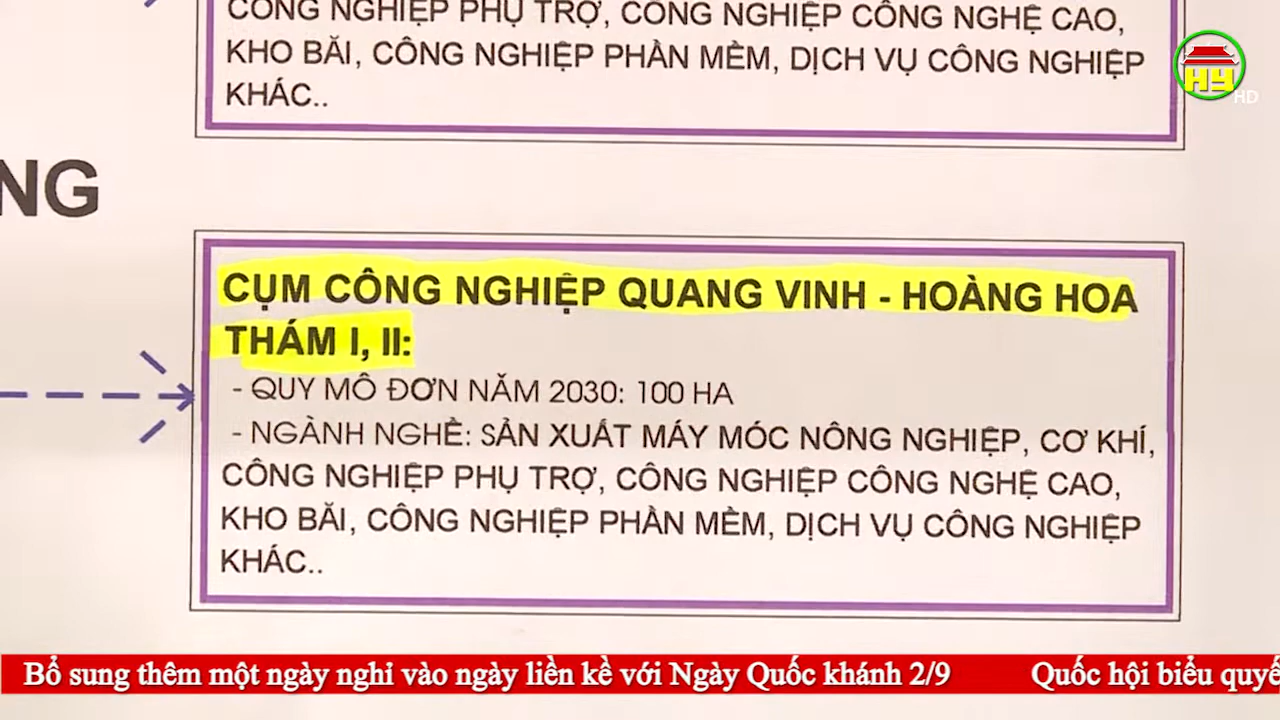 CÔNG NGHIỆP PHỤ TRỢ, CÔNG NGHIỆP CÔNG NGHỆ CAO,
KHO BÃI, CÔNG NGHIỆP PHẦN MỀM, DỊCH VỤ CÔNG NGHIỆP
KHÁC..
HY
HD
NG
CỤM CÔNG NGHIỆP QUANG VINH - HOÀNG HOA
THÁM I, II:
- QUY MÔ ĐƠN NĂM 2030: 100 HA
- NGÀNH NGHỀ: SẢN XUẤT MÁY MÓC NÔNG NGHIỆP, CƠ KHÍ,
CÔNG NGHIỆP PHỤ TRỢ, CÔNG NGHIỆP CÔNG NGHỆ CAO,
KHO BÃI, CÔNG NGHIỆP PHẦN MỀM, DỊCH VỤ CÔNG NGHIỆP
KHÁC..
Bổ sung thêm một ngày nghỉ vào ngày liền kề với Ngày Quốc khánh 2/9 Quốc hội biểu quyế